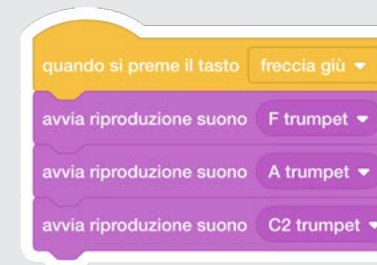 quando si preme il tasto freccia giù
avvia riproduzione suono F trumpet
avvia riproduzione suono A trumpet
avvia riproduzione suono C2 trumpet